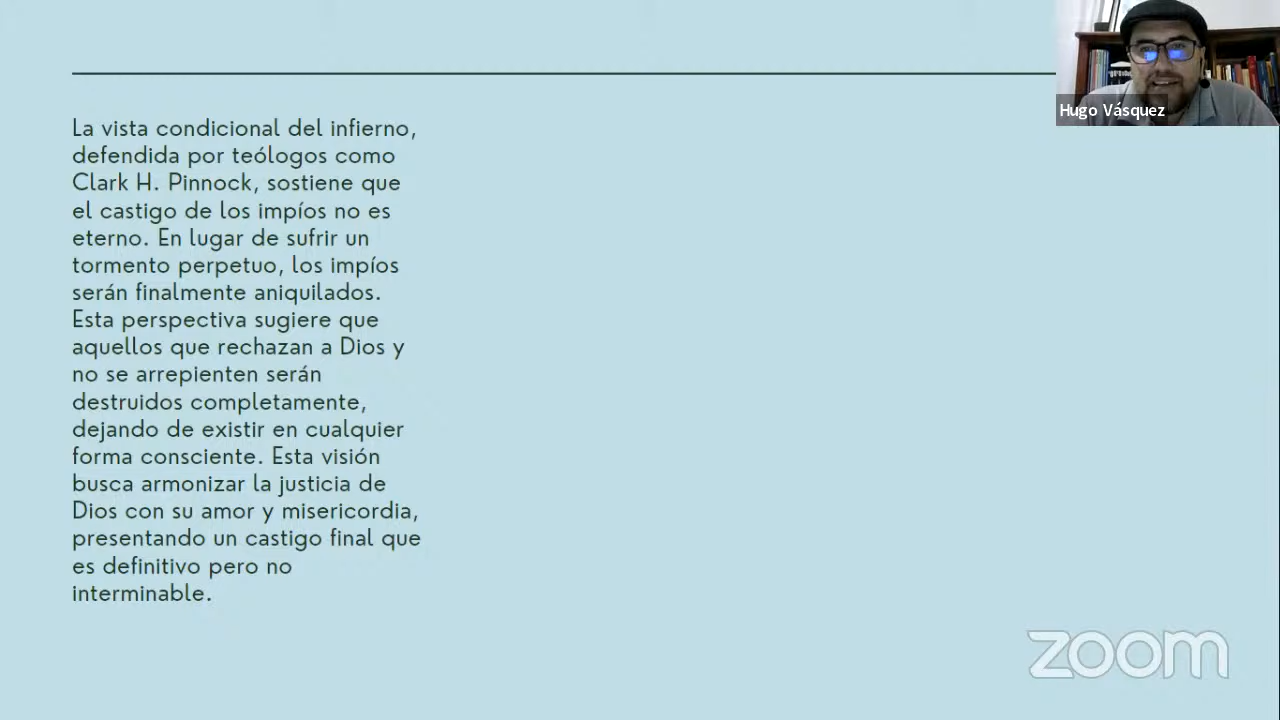 La vista condicional del infierno,
defendida por teólogos como
Clark H. Pinnock, sostiene que
el castigo de los impíos no es
eterno. En lugar de sufrir un
tormento perpetuo, los impíos
serán finalmente aniquilados.
Esta perspectiva sugiere que
aquellos que rechazan a Dios y
no se arrepienten serán
destruidos completamente,
dejando de existir en cualquier
forma consciente. Esta visión
busca armonizar la justicia de
Dios con su amor y misericordia,
presentando un castigo final que
es definitivo pero no
interminable.
Hugo Vásquez
zoom